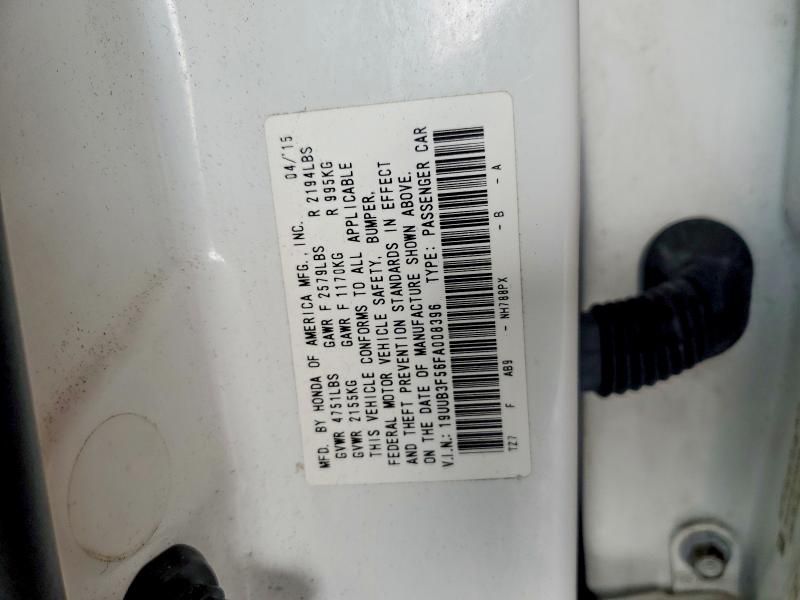 MFD. BY HONDA OF AMERICA MFG., INC. 04/'15
GVWR 4751LBS GAWR F 2579LBS R 2194LBS
GVWR 2155KG GAWR F 1170KG R 995KG
THIS VEHICLE CONFORMS TO ALL APPLICABLE
FEDERAL MOTOR VEHICLE SAFETY, BUMPER,
AND THEFT PREVENTION STANDARDS IN EFFECT
ON THE DATE OF MANUFACTURE SHOWN ABOVE.
V.I.N.: 19UUB3F56FA008396 TYPE: PASSENGER CAR
TZ7 F AB9 - NH788PX - B - A